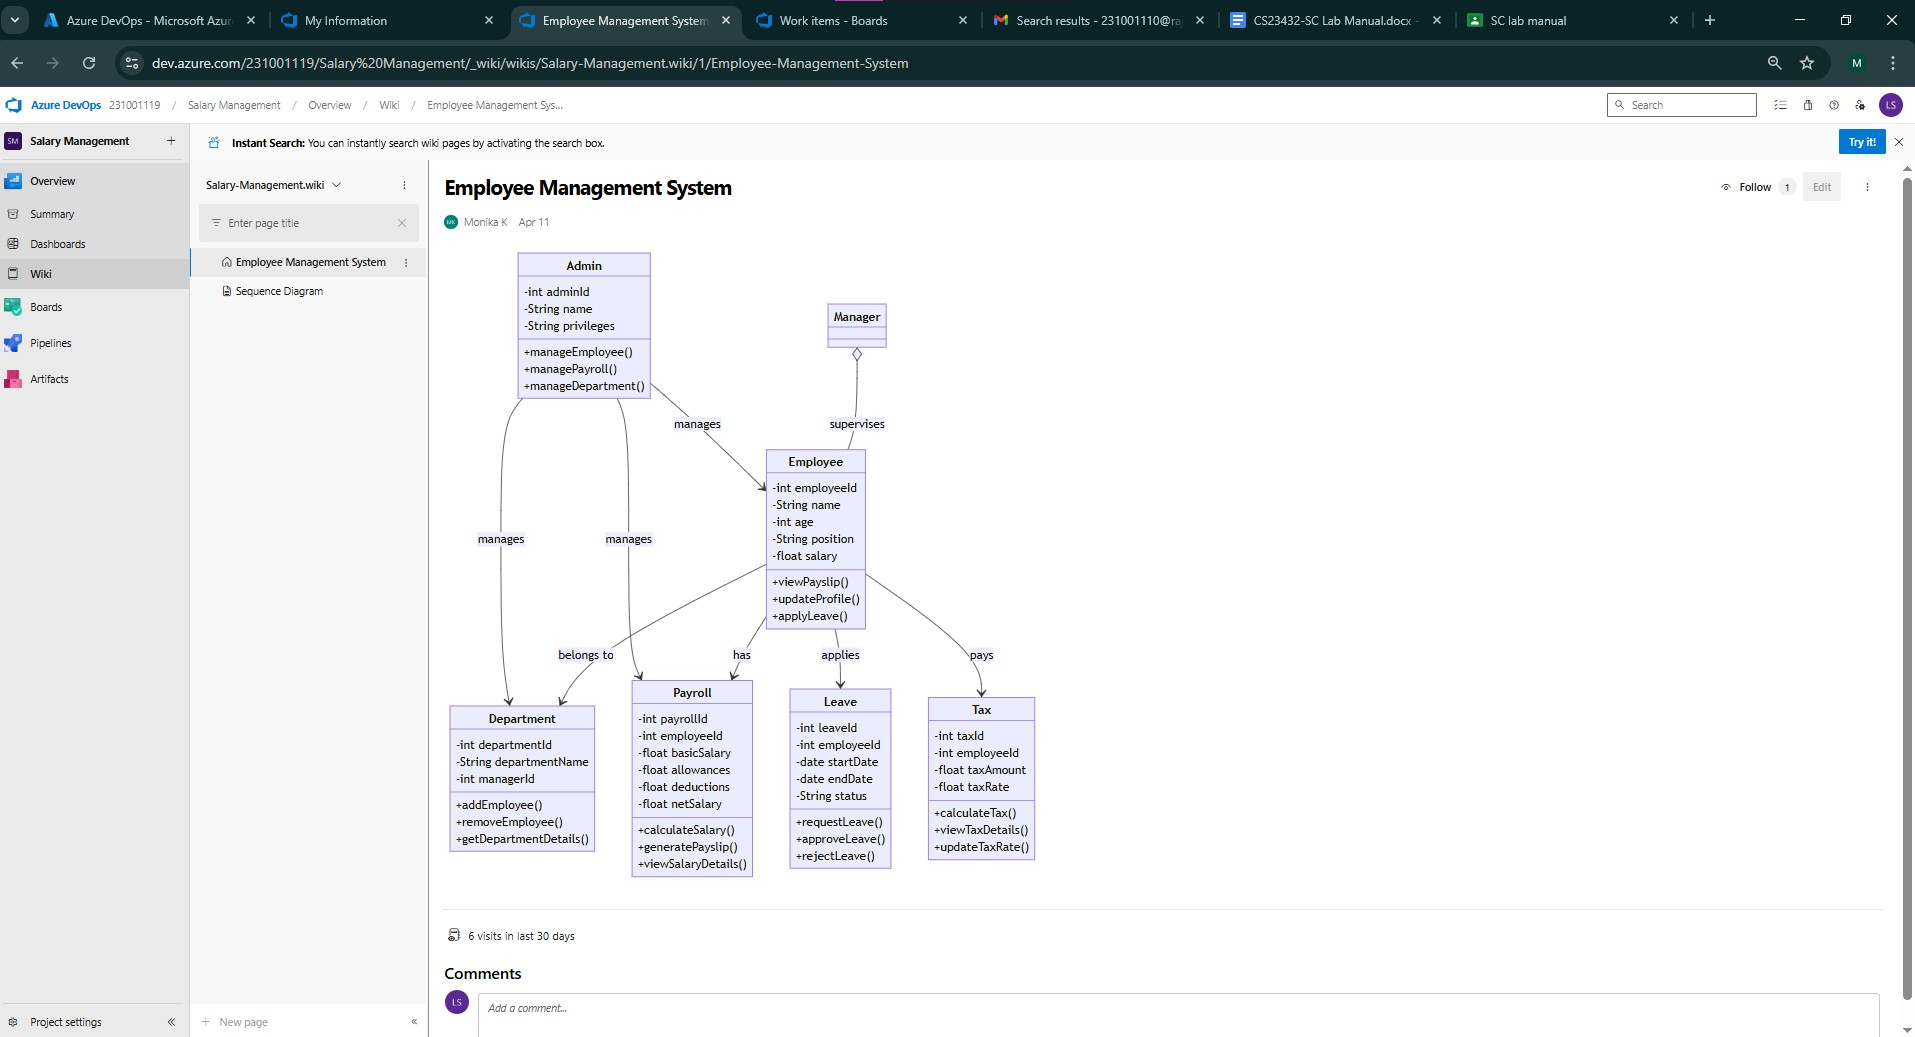 Azure DevOps - Microsoft Azur
My Information
Employee Management System
Work items - Boards
Search results - 231001110@ra
CS23432-SC Lab Manual.docx -
SC lab manual
dev.azure.com/231001119/Salary%20Management/_wiki/wikis/Salary-Management.wiki/1/Employee-Management-System
M
Azure DevOps 231001119 / Salary Management / Overview / Wiki / Employee Management Sys...
Search
LS
SM Salary Management +
Instant Search: You can instantly search wiki pages by activating the search box.
Try it!
Overview
Summary
Dashboards
Wiki
Boards
Pipelines
Artifacts
Project settings
Salary-Management.wiki
Enter page title
Employee Management System
Sequence Diagram
+ New page
Employee Management System
Follow 1 Edit
MK Monika K Apr 11
Admin
-int adminId
-String name
-String privileges
+manageEmployee()
+managePayroll()
+manageDepartment()
Manager
manages
supervises
Employee
-int employeeId
-String name
-int age
-String position
-float salary
+viewPayslip()
+updateProfile()
+applyLeave()
manages
manages
belongs to
has
applies
pays
Department
-int departmentId
-String departmentName
-int managerId
+addEmployee()
+removeEmployee()
+getDepartmentDetails()
Payroll
-int payrollId
-int employeeId
-float basicSalary
-float allowances
-float deductions
-float netSalary
+calculateSalary()
+generatePayslip()
+viewSalaryDetails()
Leave
-int leaveId
-int employeeId
-date startDate
-date endDate
-String status
+requestLeave()
+approveLeave()
+rejectLeave()
Tax
-int taxId
-int employeeId
-float taxAmount
-float taxRate
+calculateTax()
+viewTaxDetails()
+updateTaxRate()
6 visits in last 30 days
Comments
LS
Add a comment...